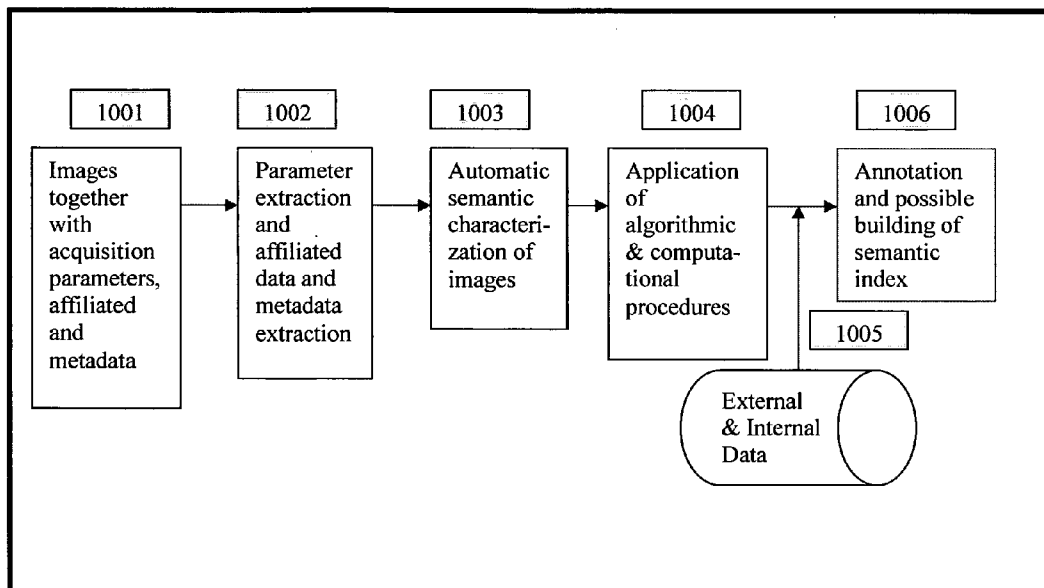 1001
1002
1003
1004
1006
Images
together
with
acquisition
parameters,
affiliated
and
metadata
Parameter
extraction
and
affiliated
data and
metadata
extraction
Automatic
semantic
characteri-
zation of
images
Application
of
algorithmic
& computa-
tional
procedures
Annotation
and possible
building of
semantic
index
1005
External
& Internal
Data